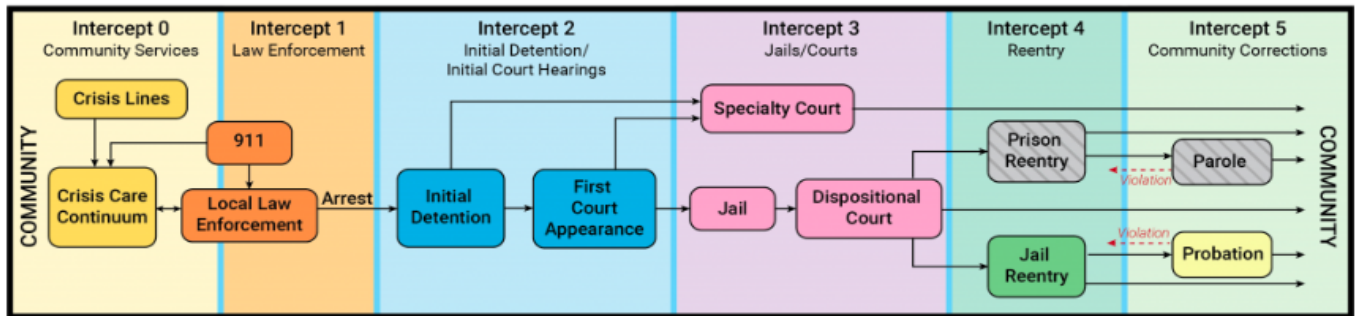 Intercept 0
Community Services
Intercept 1
Law Enforcement
Intercept 2
Initial Detention/
Initial Court Hearings
Intercept 3
Jails/Courts
Intercept 4
Reentry
Intercept 5
Community Corrections
COMMUNITY
Crisis Lines
911
Crisis Care
Continuum
Local Law
Enforcement
Arrest
Initial
Detention
First
Court
Appearance
Specialty Court
Jail
Dispositional
Court
Prison
Reentry
Parole
Violation
Jail
Reentry
Violation
Probation
COMMUNITY